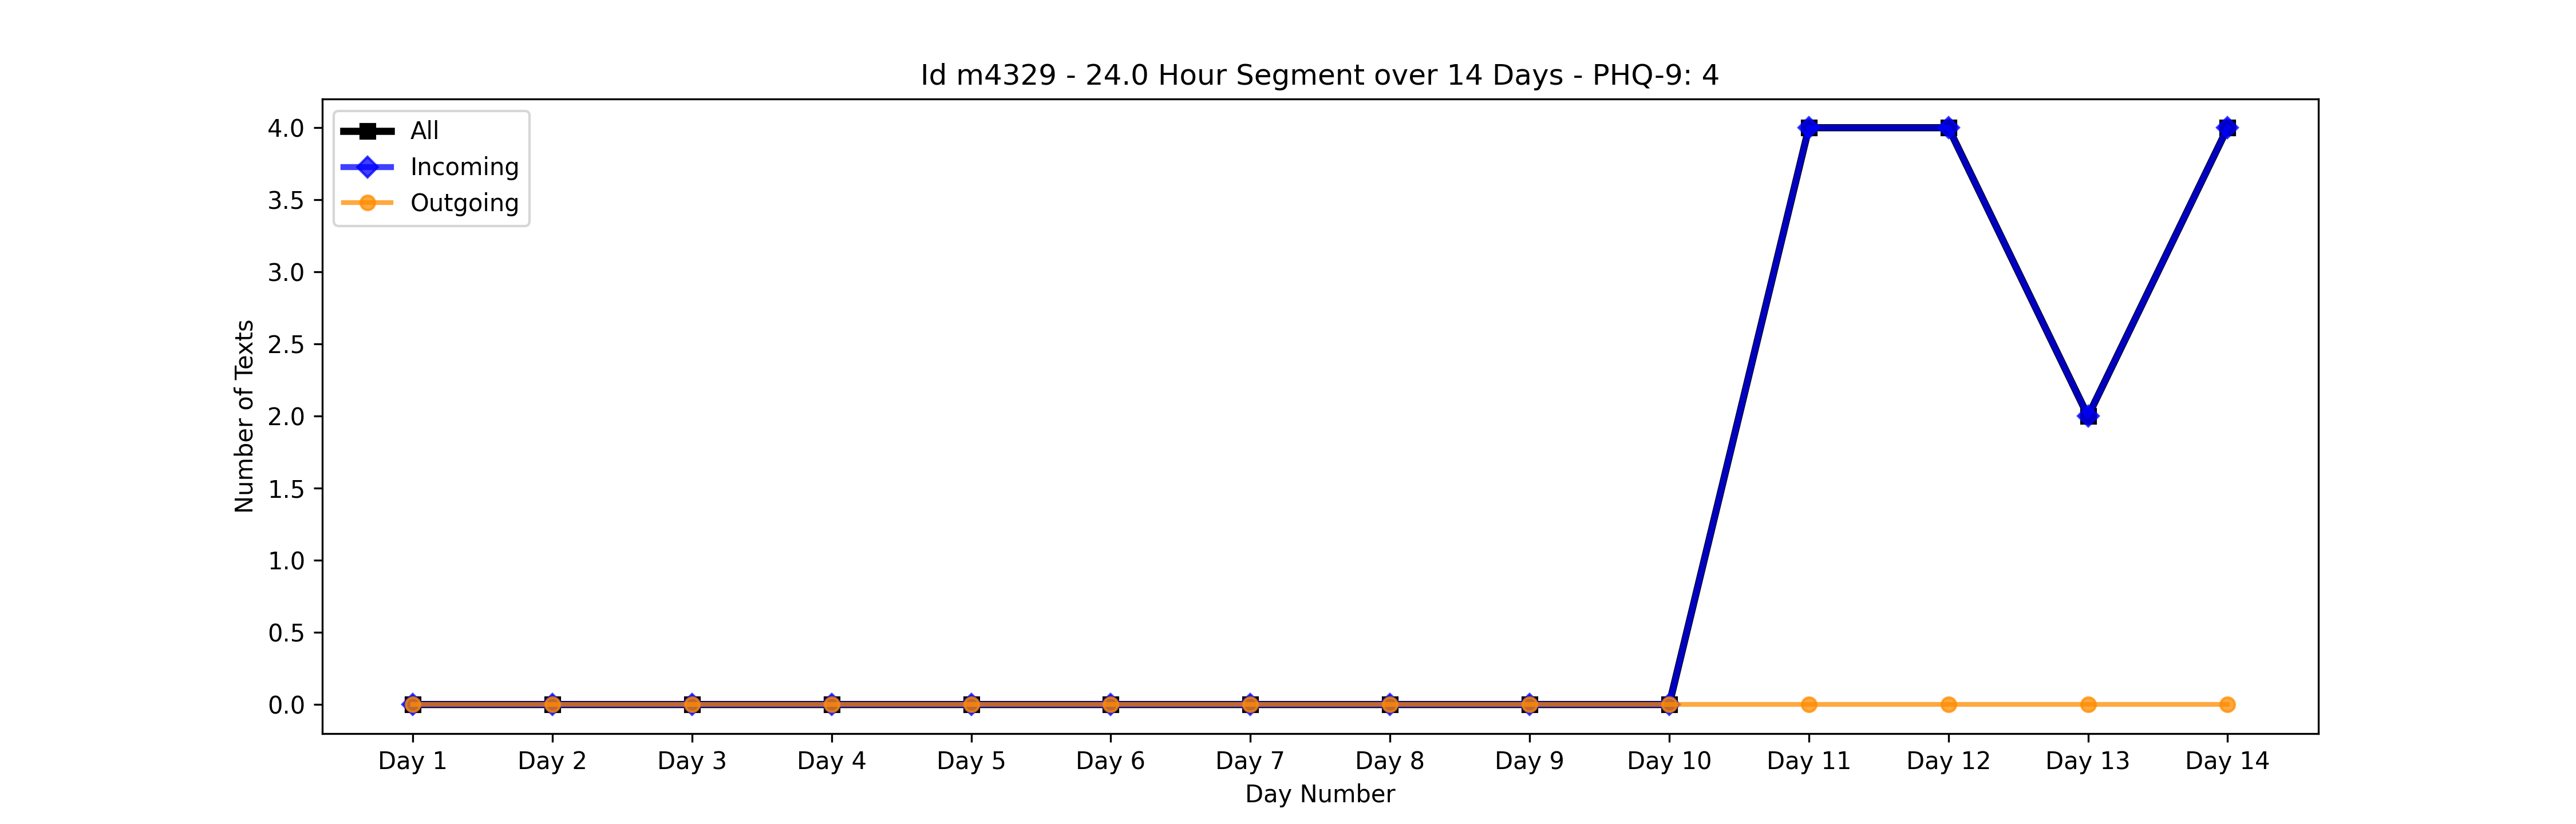 Id m4329 - 24.0 Hour Segment over 14 Days - PHQ-9: 4
All
Incoming
Outgoing
Number of Texts
4.0
3.5
3.0
2.5
2.0
1.5
1.0
0.5
0.0
Day 1 Day 2 Day 3 Day 4 Day 5 Day 6 Day 7 Day 8 Day 9 Day 10 Day 11 Day 12 Day 13 Day 14
Day Number